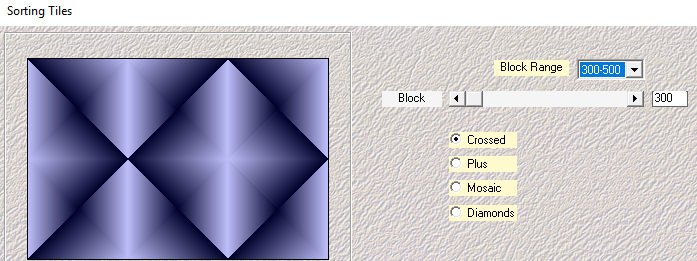 Sorting Tiles
Block Range 300-500
Block 300
Crossed
Plus
Mosaic
Diamonds